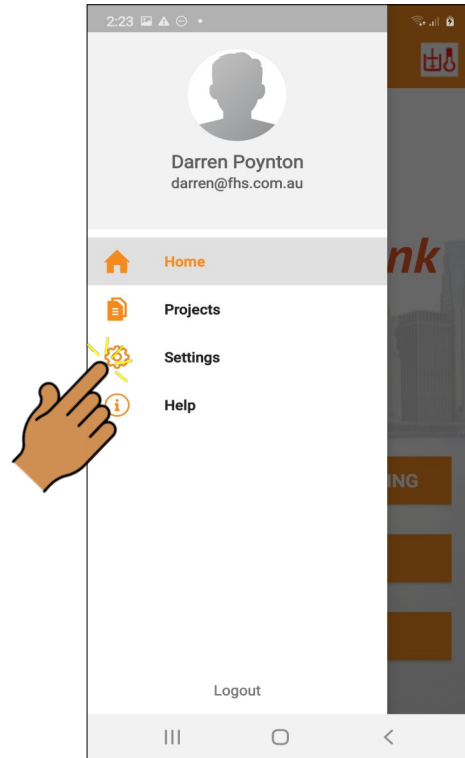 2:23
Darren Poynton
darren@fhs.com.au
Home
nk
Projects
Settings
Help
ING
Logout